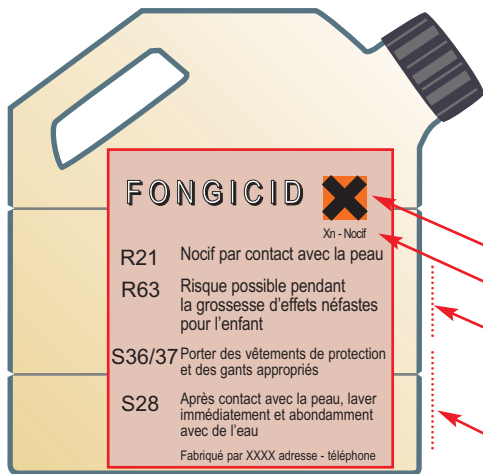 FONGICID
Xn - Nocif
R21 Nocif par contact avec la peau
R63 Risque possible pendant
la grossesse d'effets néfastes
pour l'enfant
S36/37 Porter des vêtements de protection
et des gants appropriés
S28 Après contact avec la peau, laver
immédiatement et abondamment
avec de l'eau
Fabriqué par XXXX adresse - téléphone